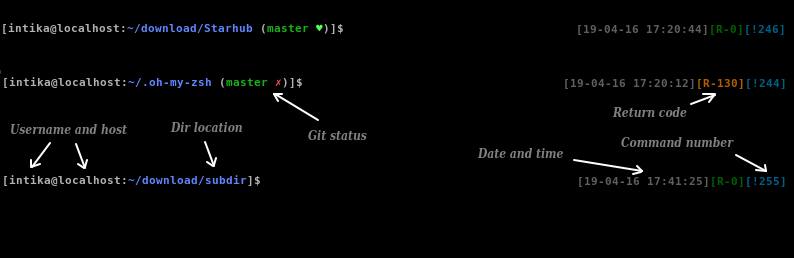 [intika@localhost:~/download/Starhub (master ♥)]$ [19-04-16 17:20:44][R-0][!246]
[intika@localhost:~/.oh-my-zsh (master ✗)]$ [19-04-16 17:20:12][R-130][!244]
Return code
Username and host
Dir location
Git status
Command number
Date and time
[intika@localhost:~/download/subdir]$ [19-04-16 17:41:25][R-0][!255]